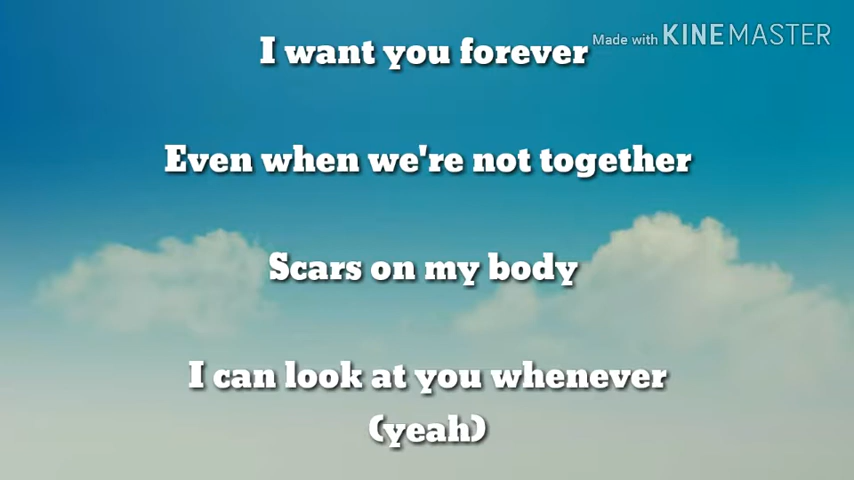 I want you forever
Made with KINEMASTER
Even when we're not together
Scars on my body
I can look at you whenever
(yeah)